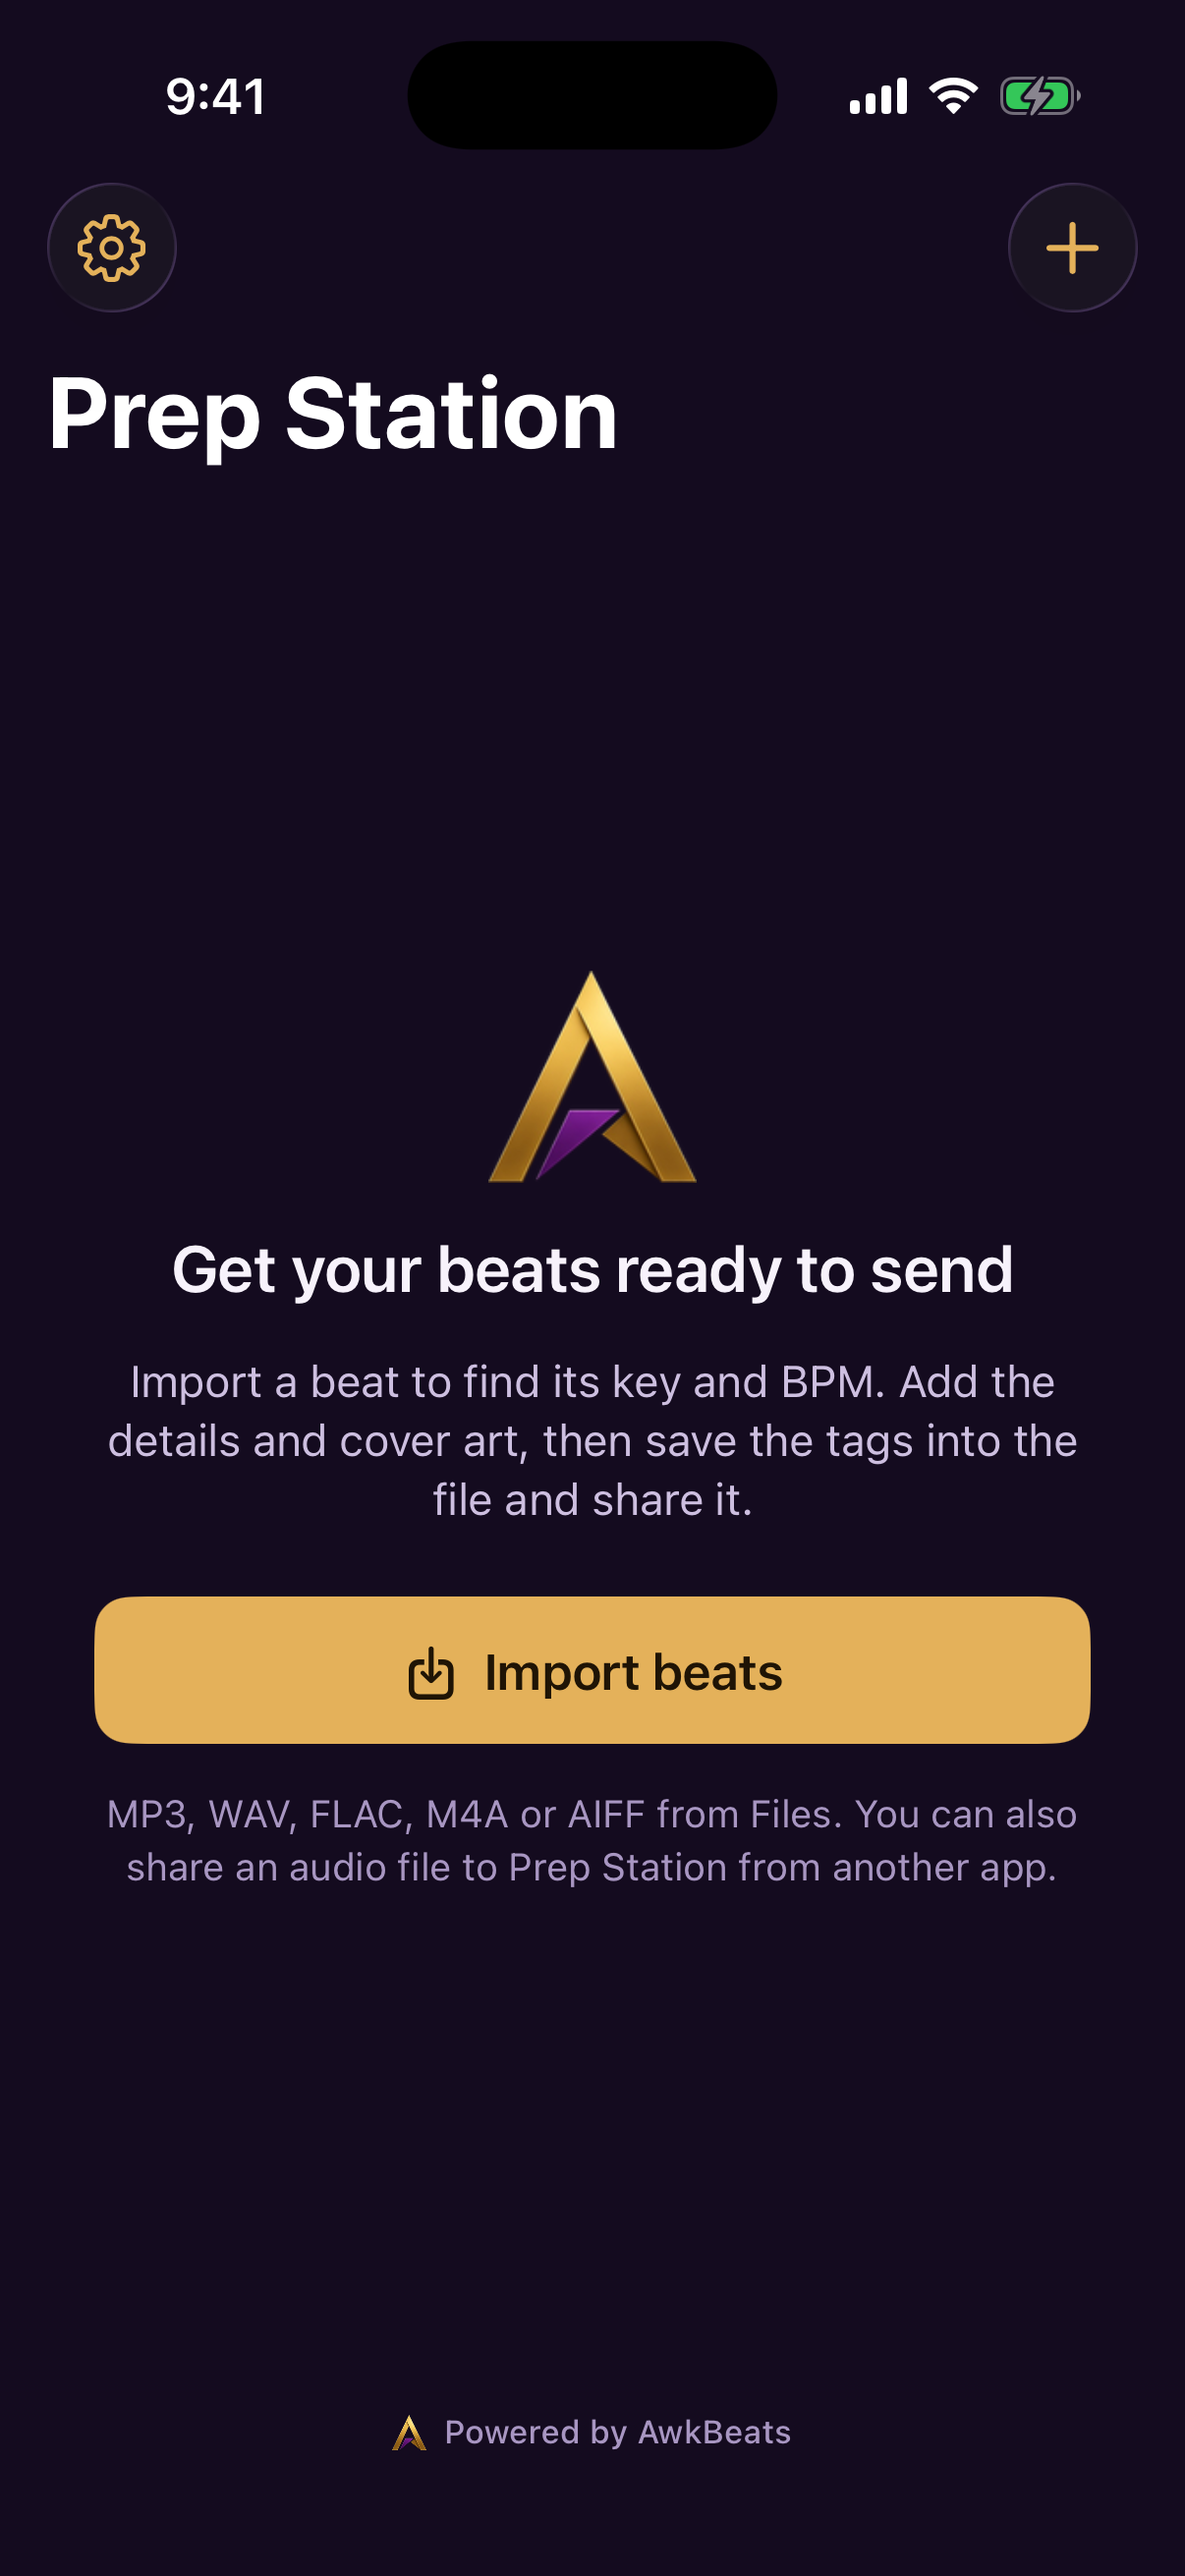 9:41
Prep Station
Get your beats ready to send
Import a beat to find its key and BPM. Add the
details and cover art, then save the tags into the
file and share it.
Import beats
MP3, WAV, FLAC, M4A or AIFF from Files. You can also
share an audio file to Prep Station from another app.
Powered by AwkBeats